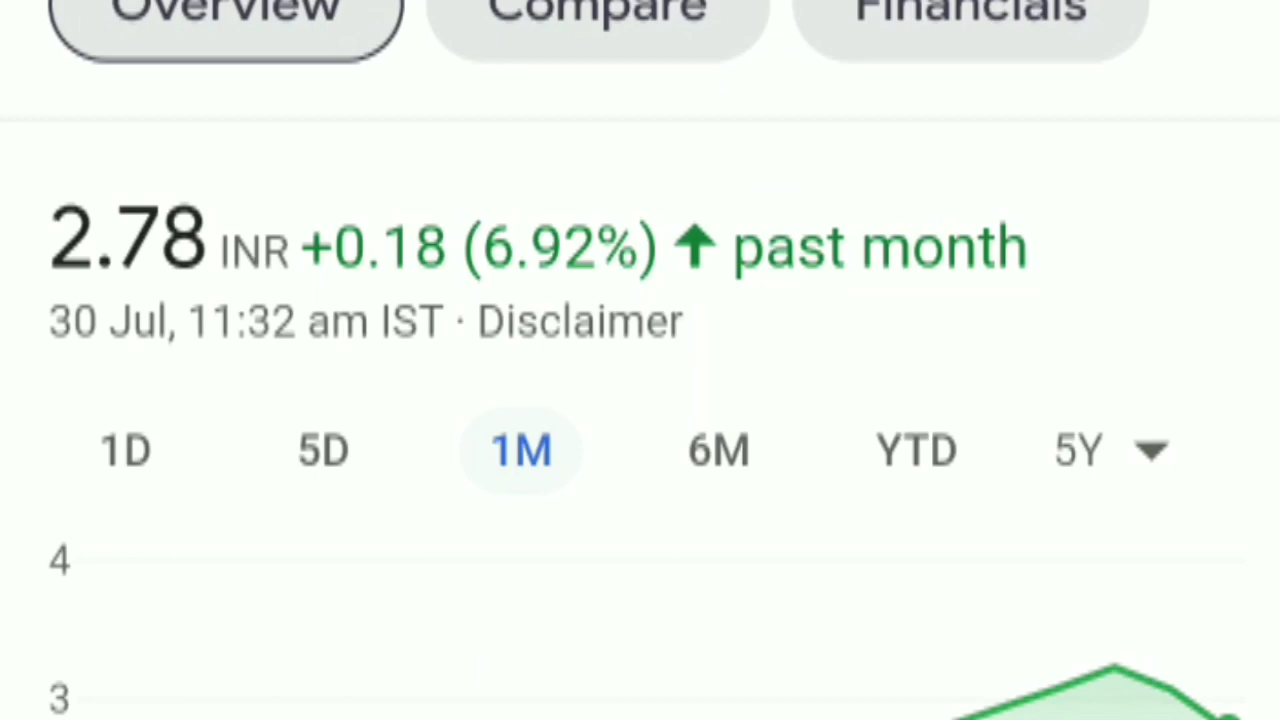 Overview Compare Financials
2.78 INR +0.18 (6.92%) ↑ past month
30 Jul, 11:32 am IST · Disclaimer
1D 5D 1M 6M YTD 5Y
4
3